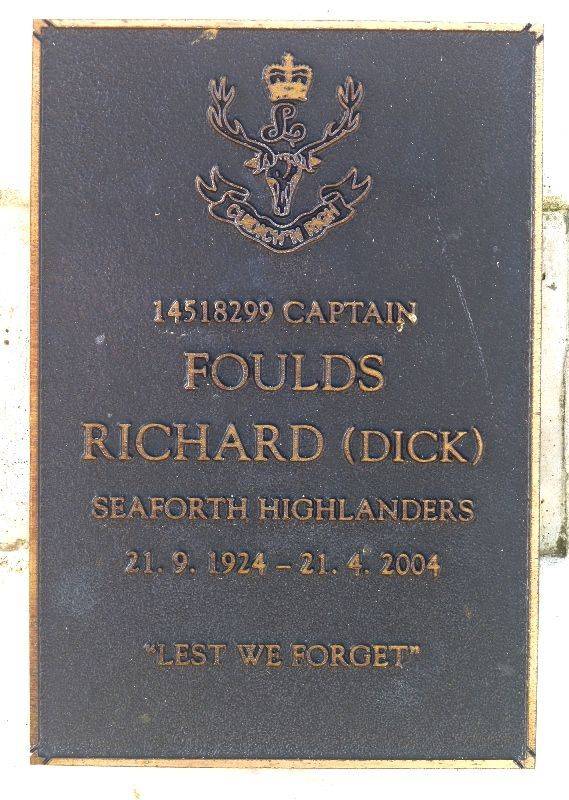 L
CUIDICH'N RIGH
14518299 CAPTAIN
FOULDS
RICHARD (DICK)
SEAFORTH HIGHLANDERS
21. 9. 1924 – 21. 4. 2004
"LEST WE FORGET"